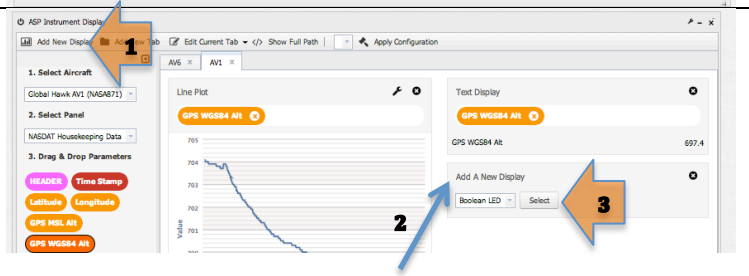 ASP Instrument Display
Add New Display Add New Tab Edit Current Tab </> Show Full Path | Apply Configuration
1
AV6 × AV1 ×
1. Select Aircraft
Global Hawk AV1 (NASA871)
2. Select Panel
NASDAT Housekeeping Data
3. Drag & Drop Parameters
HEADER Time Stamp
Latitude Longitude
GPS MSL Alt
GPS WGS84 Alt
Line Plot
GPS WGS84 Alt
705
704
703
702
701
Value
Text Display
GPS WGS84 Alt
GPS WGS84 Alt 697.4
Add A New Display
Boolean LED Select
3
2